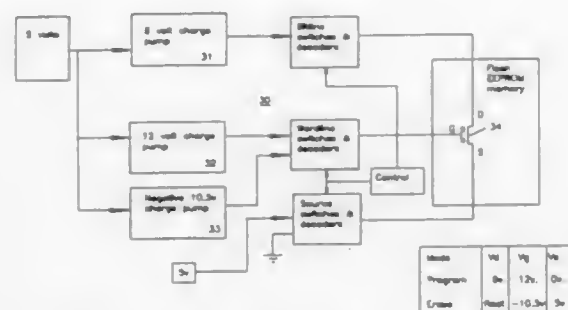 5 volts
volt charge
pump
31
Bitline
switches &
decoders
Flash
EEPROM
memory
30
D
G
34
S
12 volt charge
pump
32
Wordline
switches &
decoders
Control
Negative 10.5v
charge pump
33
Source
switches &
decoders
5v
Mode Vd Vg Vs
Program 12v. 0v
Erase float -10.5v 5v